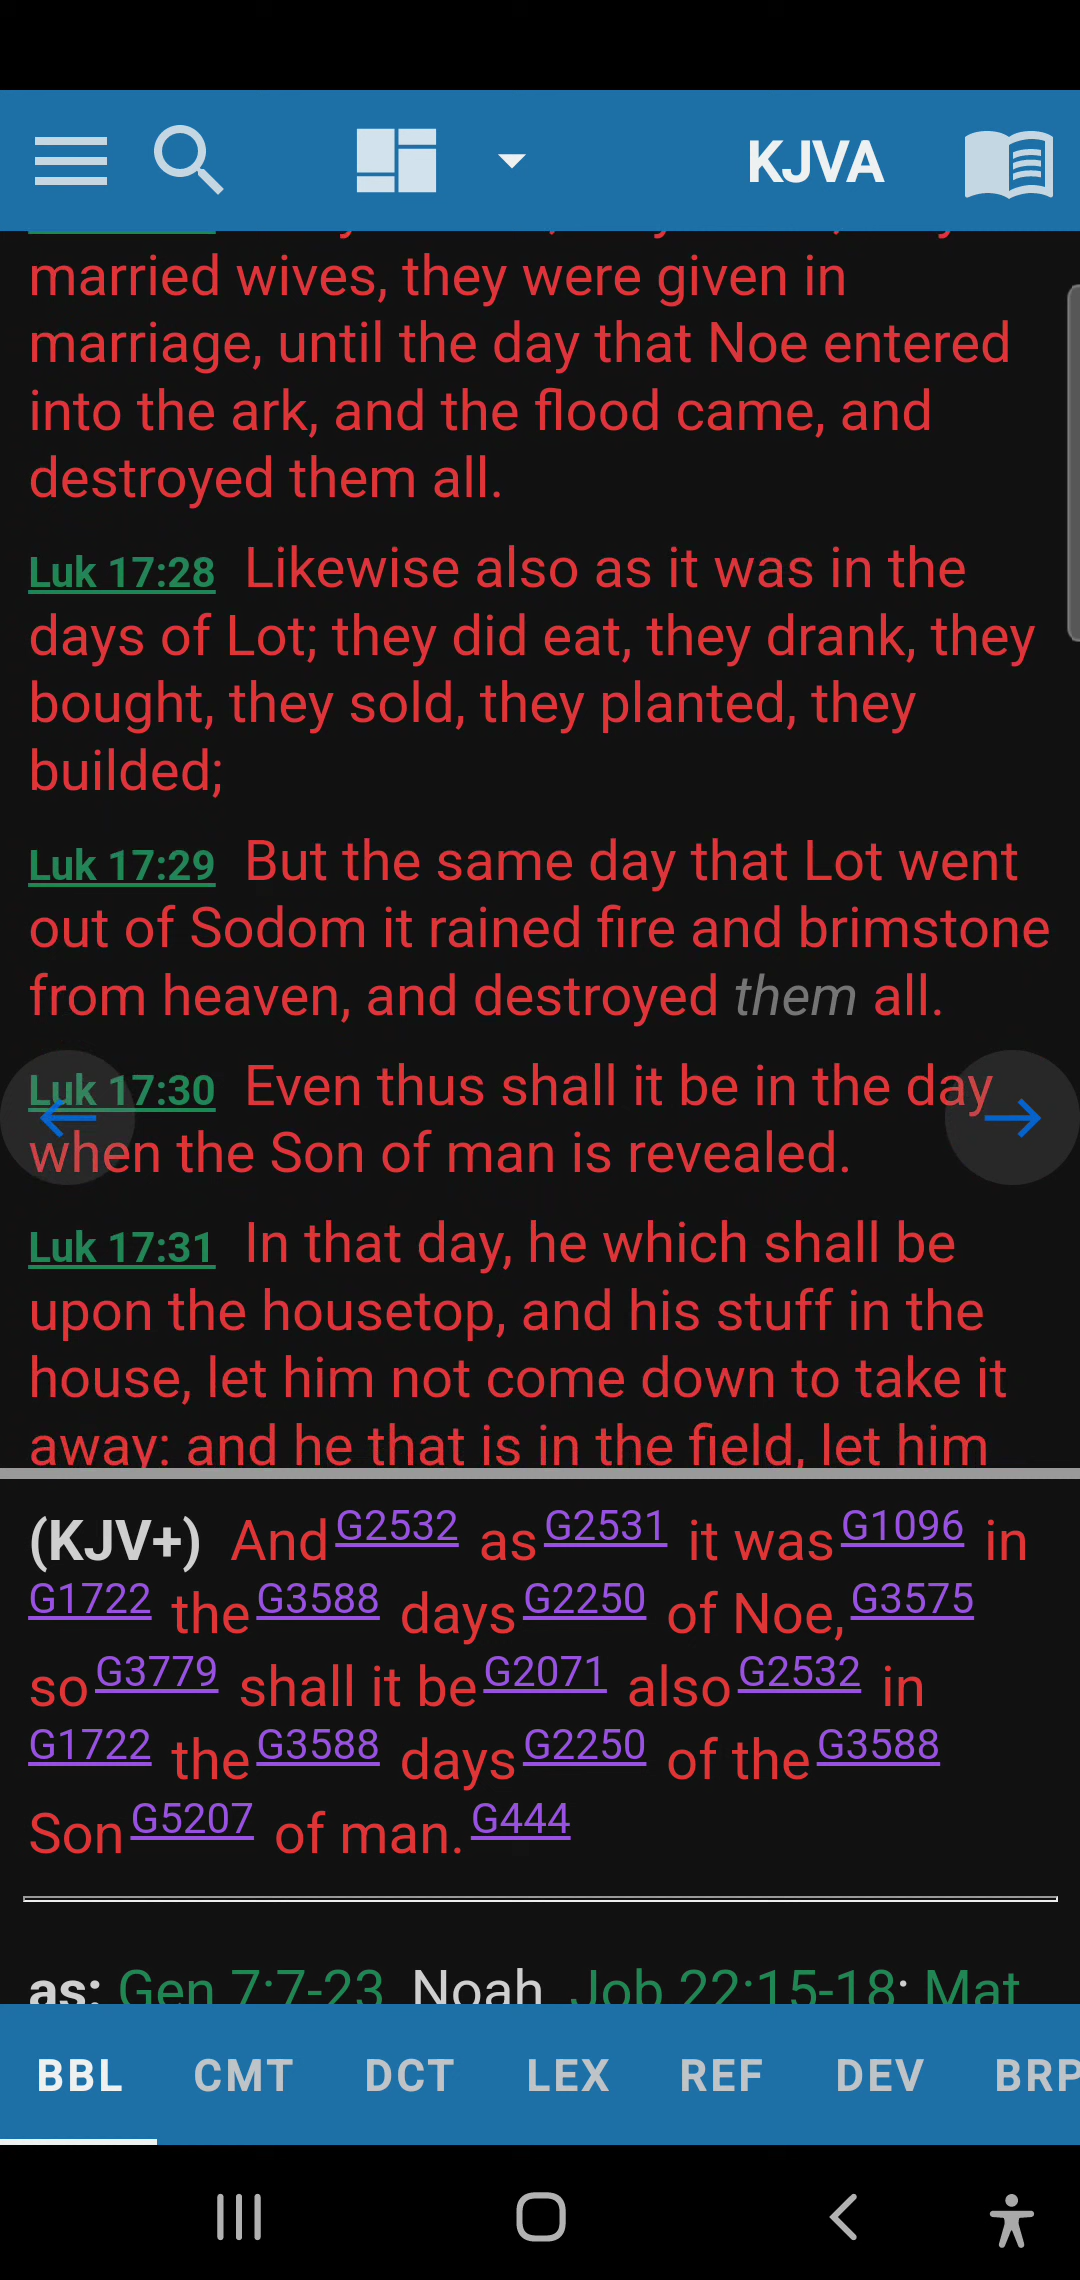 KJVA
married wives, they were given in
marriage, until the day that Noe entered
into the ark, and the flood came, and
destroyed them all.
Luk 17:28 Likewise also as it was in the
days of Lot; they did eat, they drank, they
bought, they sold, they planted, they
builded;
Luk 17:29 But the same day that Lot went
out of Sodom it rained fire and brimstone
from heaven, and destroyed them all.
Luk 17:30 Even thus shall it be in the day
when the Son of man is revealed.
Luk 17:31 In that day, he which shall be
upon the housetop, and his stuff in the
house, let him not come down to take it
away: and he that is in the field, let him
(KJV+) And G2532 as G2531 it was G1096 in
G1722 the G3588 days G2250 of Noe, G3575
so G3779 shall it be G2071 also G2532 in
G1722 the G3588 days G2250 of the G3588
Son G5207 of man. G444
as: Gen 7:7-23 Noah Job 22:15-18: Mat
BBL CMT DCT LEX REF DEV BRP